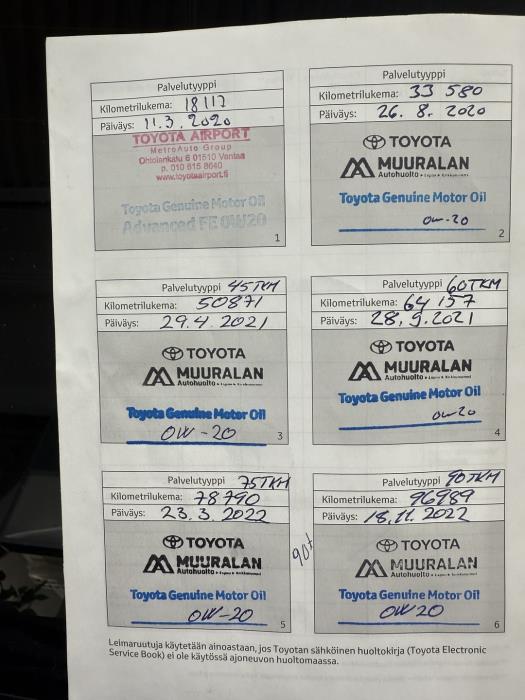 Palvelutyyppi
Kilometrilukema: 18117
Päiväys: 11.3.2020
TOYOTA AIRPORT
MetroAuto Group
Ohtolankatu 6 01510 Vantaa
p. 010 615 8640
www.toyotaairport.fi
Toyota Genuine Motor Oil
Advanced FE 0W20
1
Palvelutyyppi
Kilometrilukema: 33 580
Päiväys: 26. 8. 2020
TOYOTA
MUURALAN
Autohuolto
Toyota Genuine Motor Oil
0w-20
2
Palvelutyyppi 45TKM
Kilometrilukema: 50871
Päiväys: 29.4.2021
TOYOTA
MUURALAN
Autohuolto
Toyota Genuine Motor Oil
0W-20
3
Palvelutyyppi 60TKM
Kilometrilukema: 64157
Päiväys: 28.9.2021
TOYOTA
MUURALAN
Autohuolto
Toyota Genuine Motor Oil
0w20
4
Palvelutyyppi 75TKM
Kilometrilukema: 78790
Päiväys: 23.3.2022
TOYOTA
MUURALAN
Autohuolto
Toyota Genuine Motor Oil
0W-20
5
90t
Palvelutyyppi 90TKM
Kilometrilukema: 96989
Päiväys: 18.11.2022
TOYOTA
MUURALAN
Autohuolto
Toyota Genuine Motor Oil
0W20
6
Leimaruutuja käytetään ainoastaan, jos Toyotan sähköinen huoltokirja (Toyota Electronic
Service Book) ei ole käytössä ajoneuvon huoltomaassa.